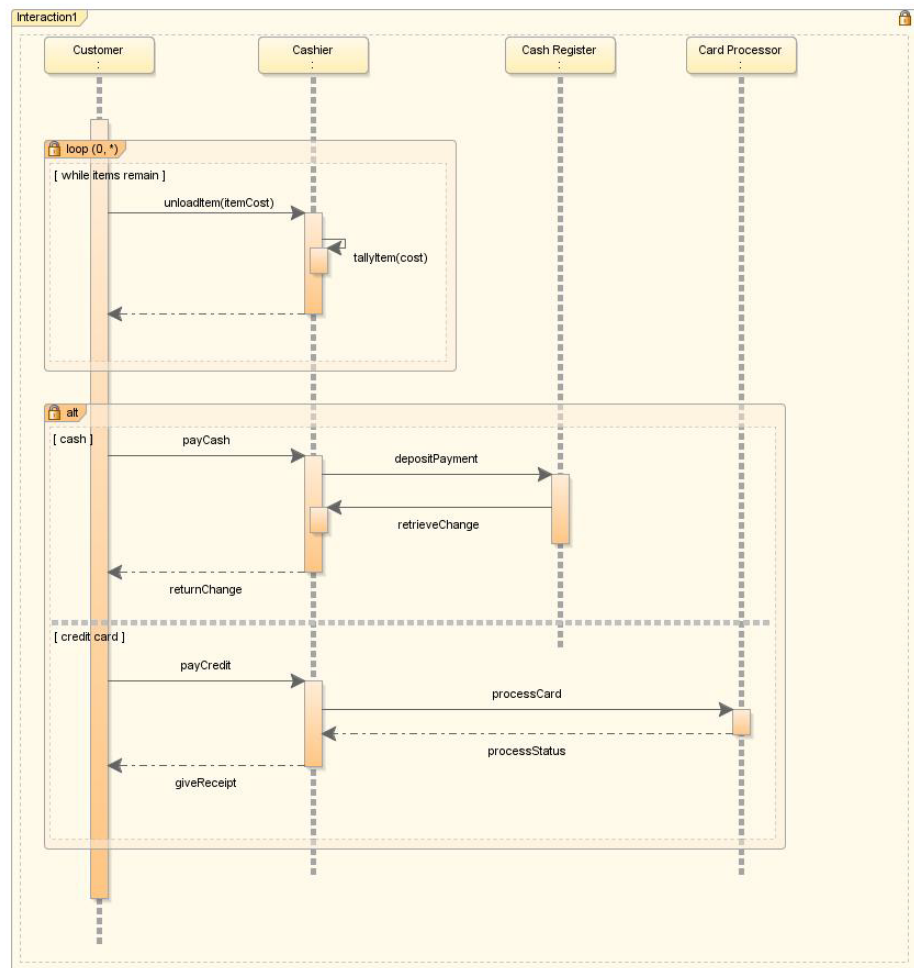 Interaction1
Customer
:
Cashier
:
Cash Register
:
Card Processor
:
loop (0, *)
[ while items remain ]
unloadItem(itemCost)
tallyItem(cost)
alt
[ cash ]
payCash
depositPayment
retrieveChange
returnChange
[ credit card ]
payCredit
processCard
processStatus
giveReceipt